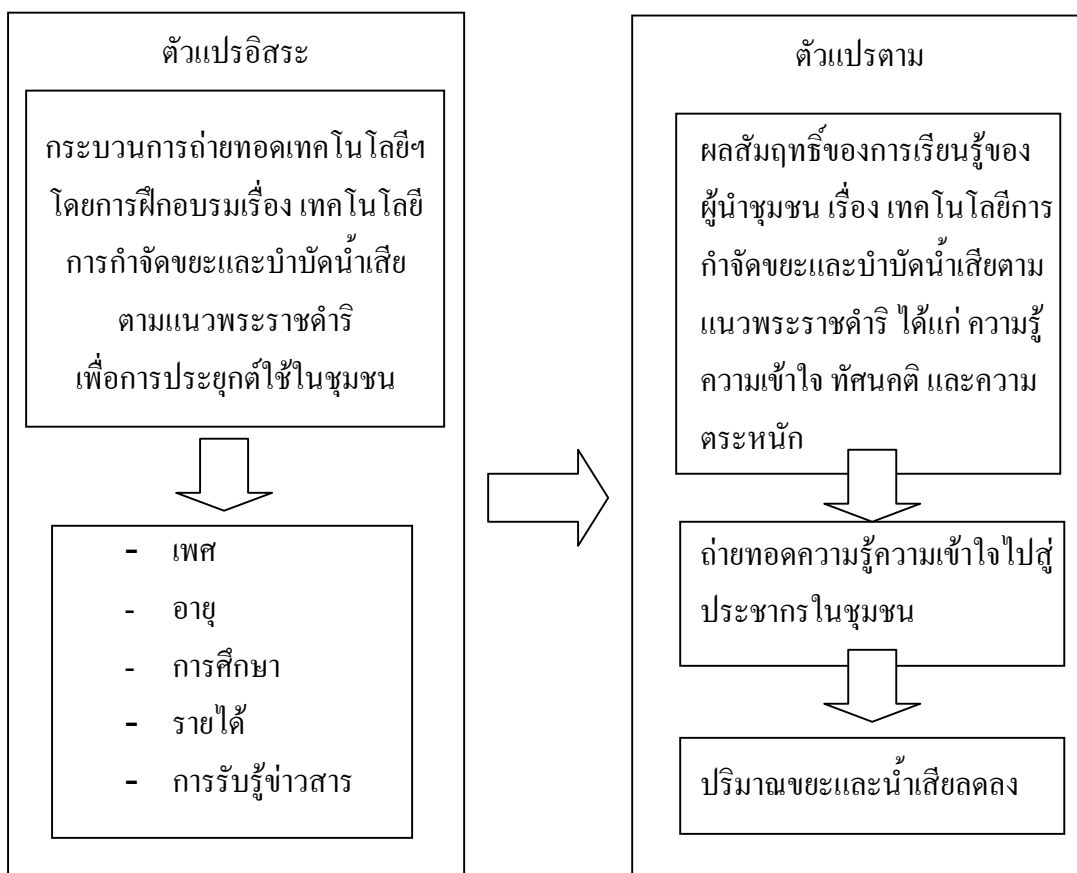 ตัวแปรอิสระ
กระบวนการถ่ายทอดเทคโนโลยีฯ
โดยการฝึกอบรมเรื่อง เทคโนโลยี
การกำจัดขยะและบำบัดน้ำเสีย
ตามแนวพระราชดำริ
เพื่อการประยุกต์ใช้ในชุมชน
- เพศ
- อายุ
- การศึกษา
- รายได้
- การรับรู้ข่าวสาร
ตัวแปรตาม
ผลสัมฤทธิ์ของการเรียนรู้ของ
ผู้นำชุมชน เรื่อง เทคโนโลยีการ
กำจัดขยะและบำบัดน้ำเสียตาม
แนวพระราชดำริ ได้แก่ ความรู้
ความเข้าใจ ทัศนคติ และความ
ตระหนัก
ถ่ายทอดความรู้ความเข้าใจไปสู่
ประชากรในชุมชน
ปริมาณขยะและน้ำเสียลดลง